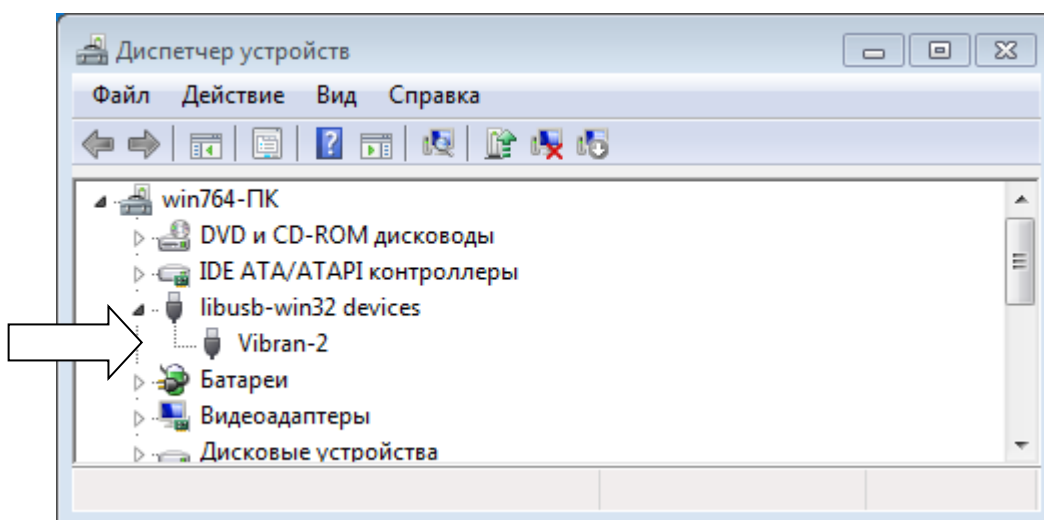 Диспетчер устройств
Файл Действие Вид Справка
win764-ПК
DVD и CD-ROM дисководы
IDE ATA/ATAPI контроллеры
libusb-win32 devices
Vibran-2
Батареи
Видеоадаптеры
Дисковые устройства